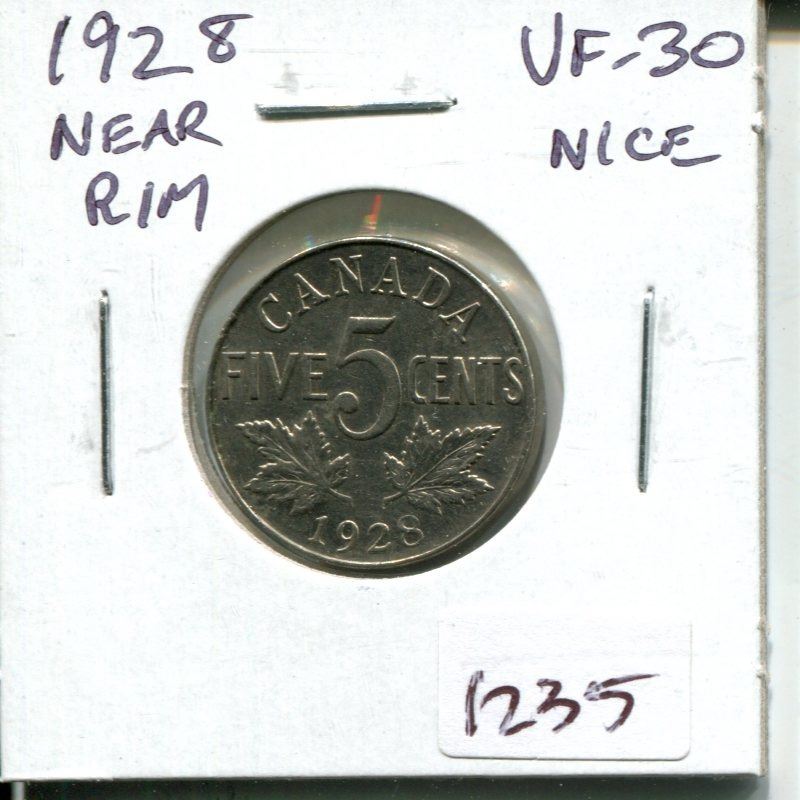 1928
NEAR
RIM
VF-30
NICE
CANADA
FIVE 5 CENTS
1928
1235